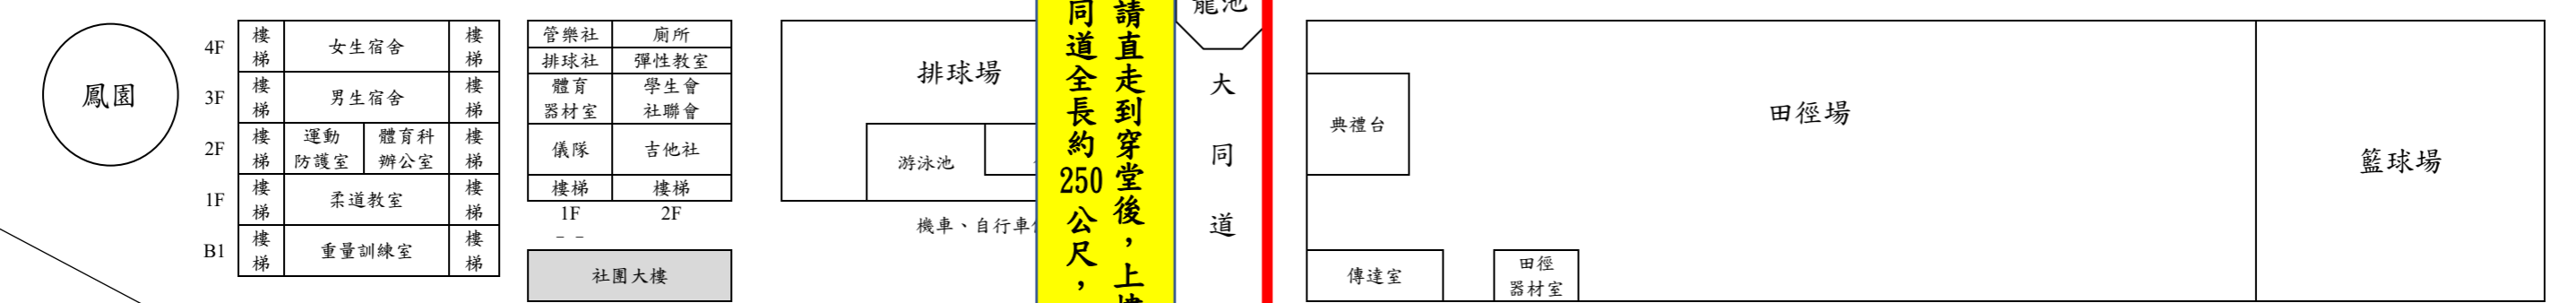 鳳園
4F
樓梯
女生宿舍
樓梯
3F
樓梯
男生宿舍
樓梯
2F
樓梯
運動
防護室
體育科
辦公室
樓梯
1F
樓梯
柔道教室
樓梯
B1
樓梯
重量訓練室
樓梯
管樂社
廁所
排球社
彈性教室
體育
器材室
學生會
社聯會
儀隊
吉他社
樓梯
樓梯
1F
2F
社團大樓
排球場
游泳池
機車、自行車
請直走到穿堂後,上
同道全長約250公尺,
龍池
大同道
典禮台
田徑場
傳達室
田徑
器材室
籃球場